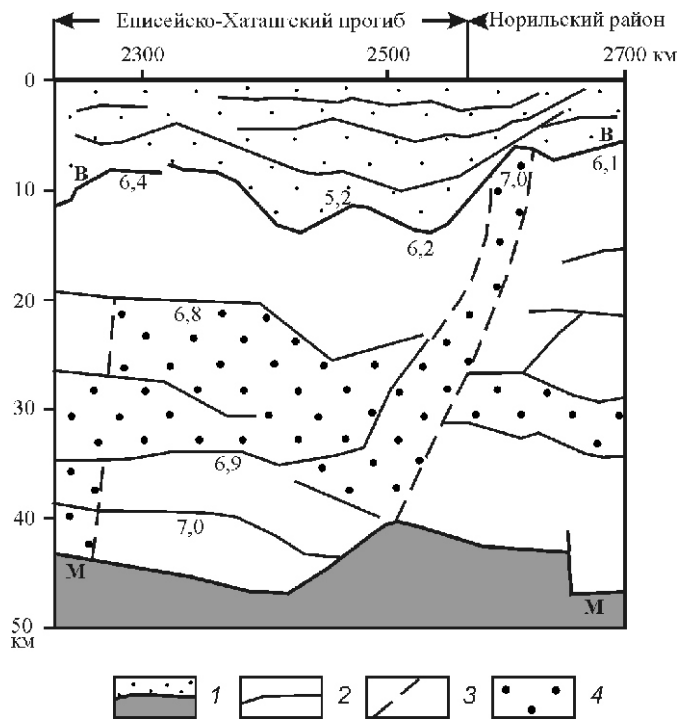 Енисейско-Хатангский прогиб Норильский район
2300 2500 2700 км
0
В В
6,1
10 6,4 7,0
5,2
6,2
20
6,8
30
6,9
40 7,0
М
М
50
км
1 2 3 4